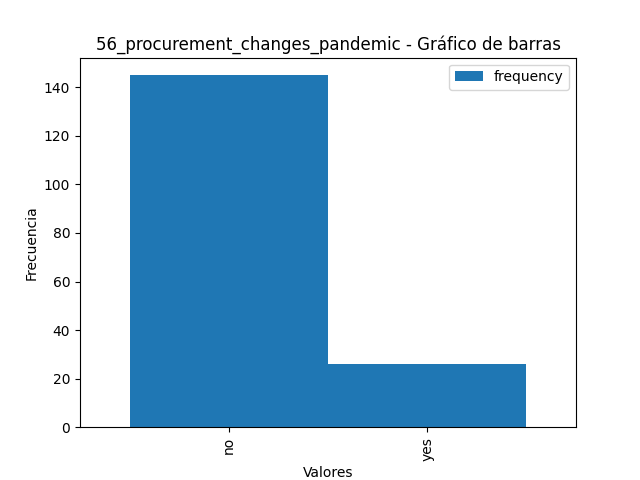 56_procurement_changes_pandemic - Gráfico de barras
frequency
140
120
100
80
60
40
20
0
Frecuencia
no
yes
Valores